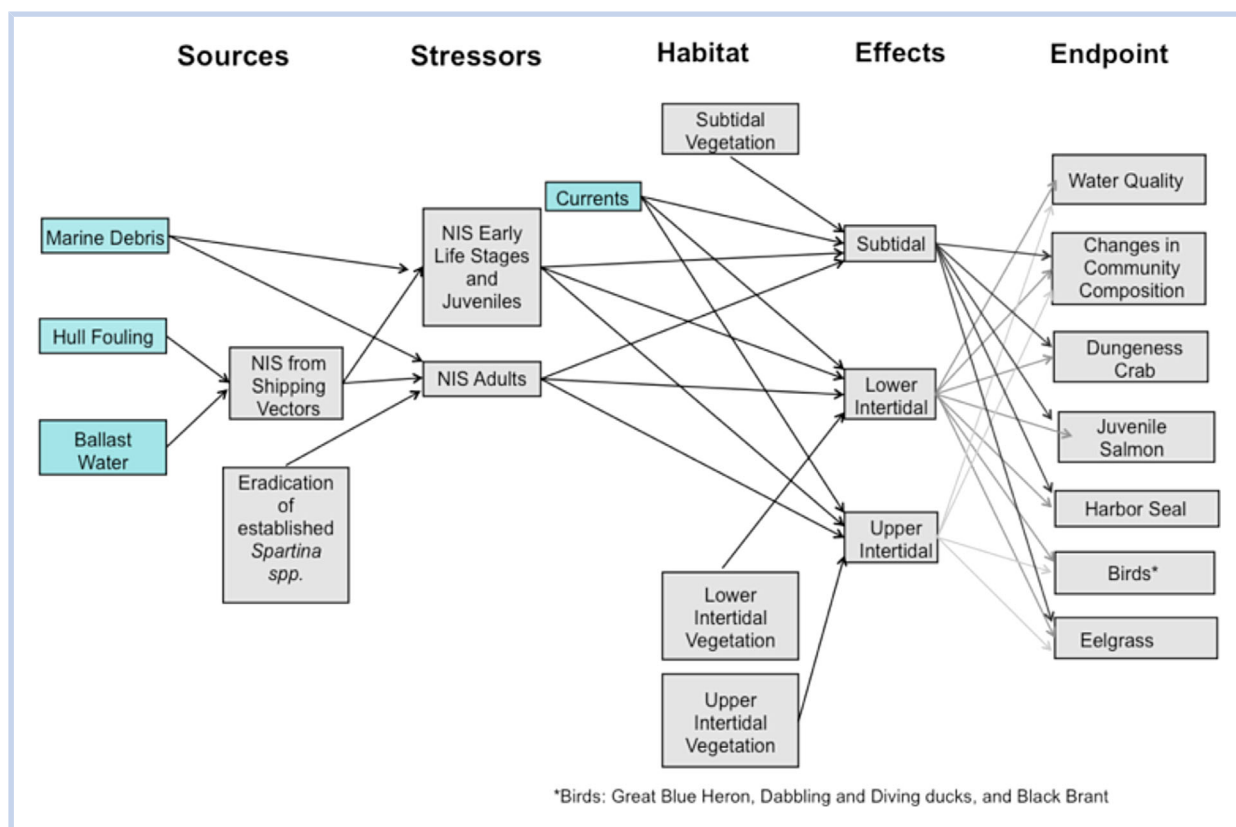 Sources
Stressors
Habitat
Effects
Endpoint
Marine Debris
Hull Fouling
Ballast
Water
NIS from
Shipping
Vectors
Eradication
of
established
Spartina
spp.
NIS Early
Life Stages
and
Juveniles
NIS Adults
Currents
Subtidal
Vegetation
Lower
Intertidal
Vegetation
Upper
Intertidal
Vegetation
Subtidal
Lower
Intertidal
Upper
Intertidal
Water Quality
Changes in
Community
Composition
Dungeness
Crab
Juvenile
Salmon
Harbor Seal
Birds*
Eelgrass
*Birds: Great Blue Heron, Dabbling and Diving ducks, and Black Brant